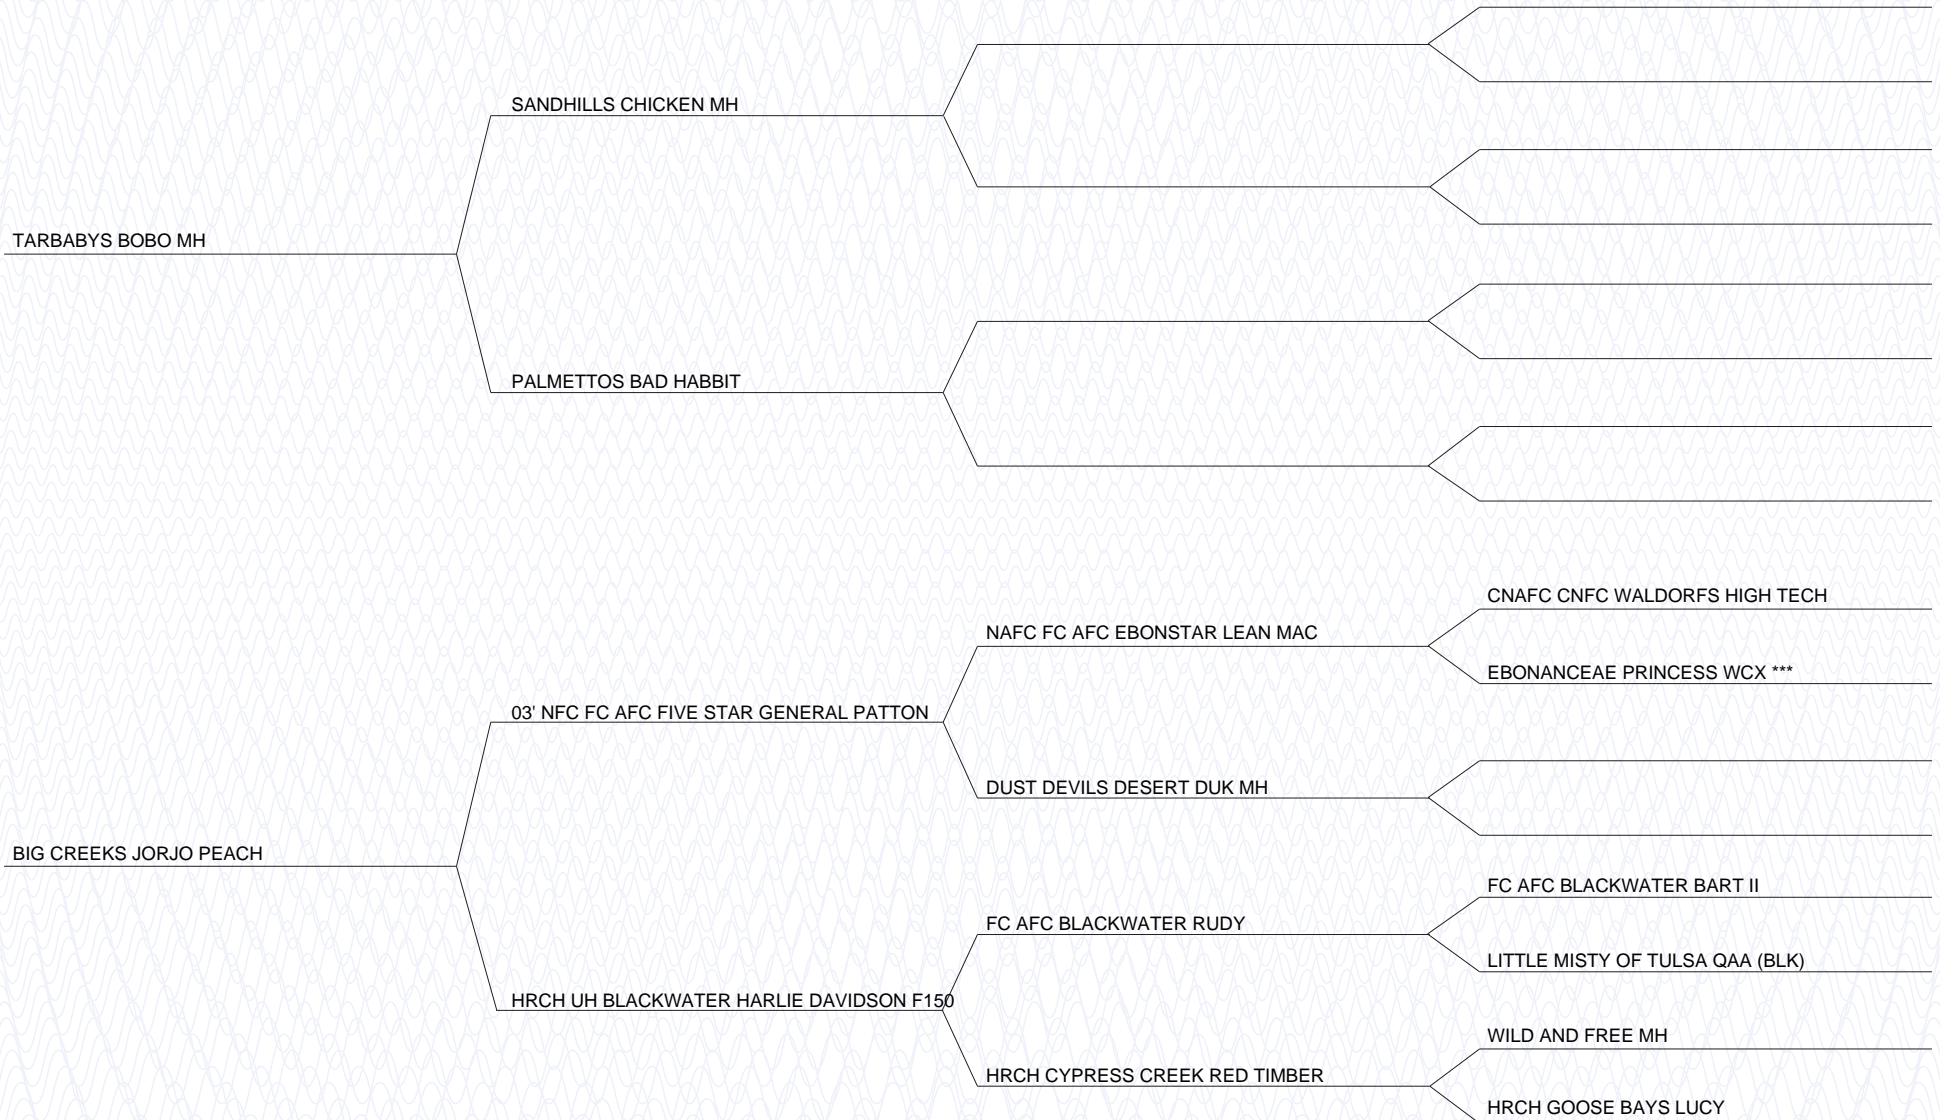 SANDHILLS CHICKEN MH
TARBABYS BOBO MH
PALMETTOS BAD HABBIT
CNAFC CNFC WALDORFS HIGH TECH
NAFC FC AFC EBONSTAR LEAN MAC
EBONANCEAE PRINCESS WCX ***
03' NFC FC AFC FIVE STAR GENERAL PATTON
DUST DEVILS DESERT DUK MH
BIG CREEKS JORJO PEACH
FC AFC BLACKWATER BART II
FC AFC BLACKWATER RUDY
LITTLE MISTY OF TULSA QAA (BLK)
HRCH UH BLACKWATER HARLIE DAVIDSON F150
WILD AND FREE MH
HRCH CYPRESS CREEK RED TIMBER
HRCH GOOSE BAYS LUCY